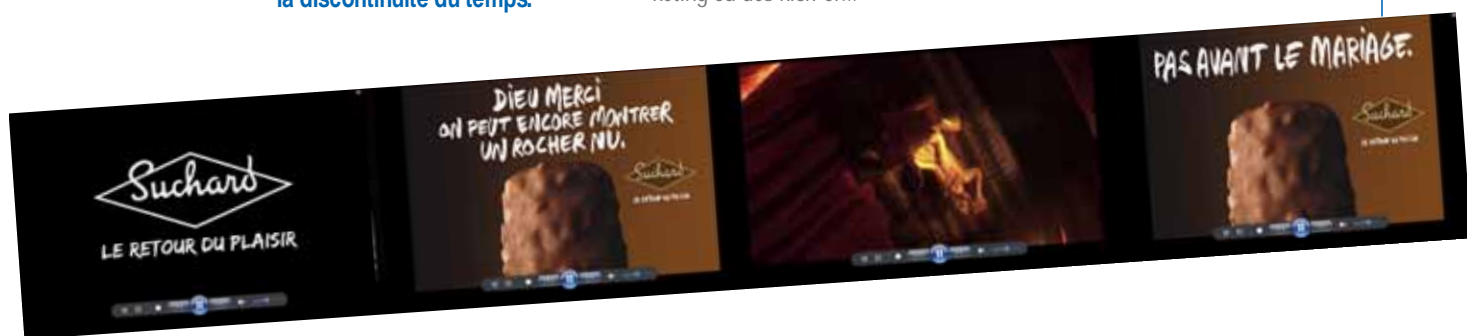 la discontinuité du temps.
Suchard
LE RETOUR DU PLAISIR
DIEU MERCI
ON PEUT ENCORE MONTRER
UN ROCHER NU.
Suchard
PAS AVANT LE MARIAGE.
Suchard